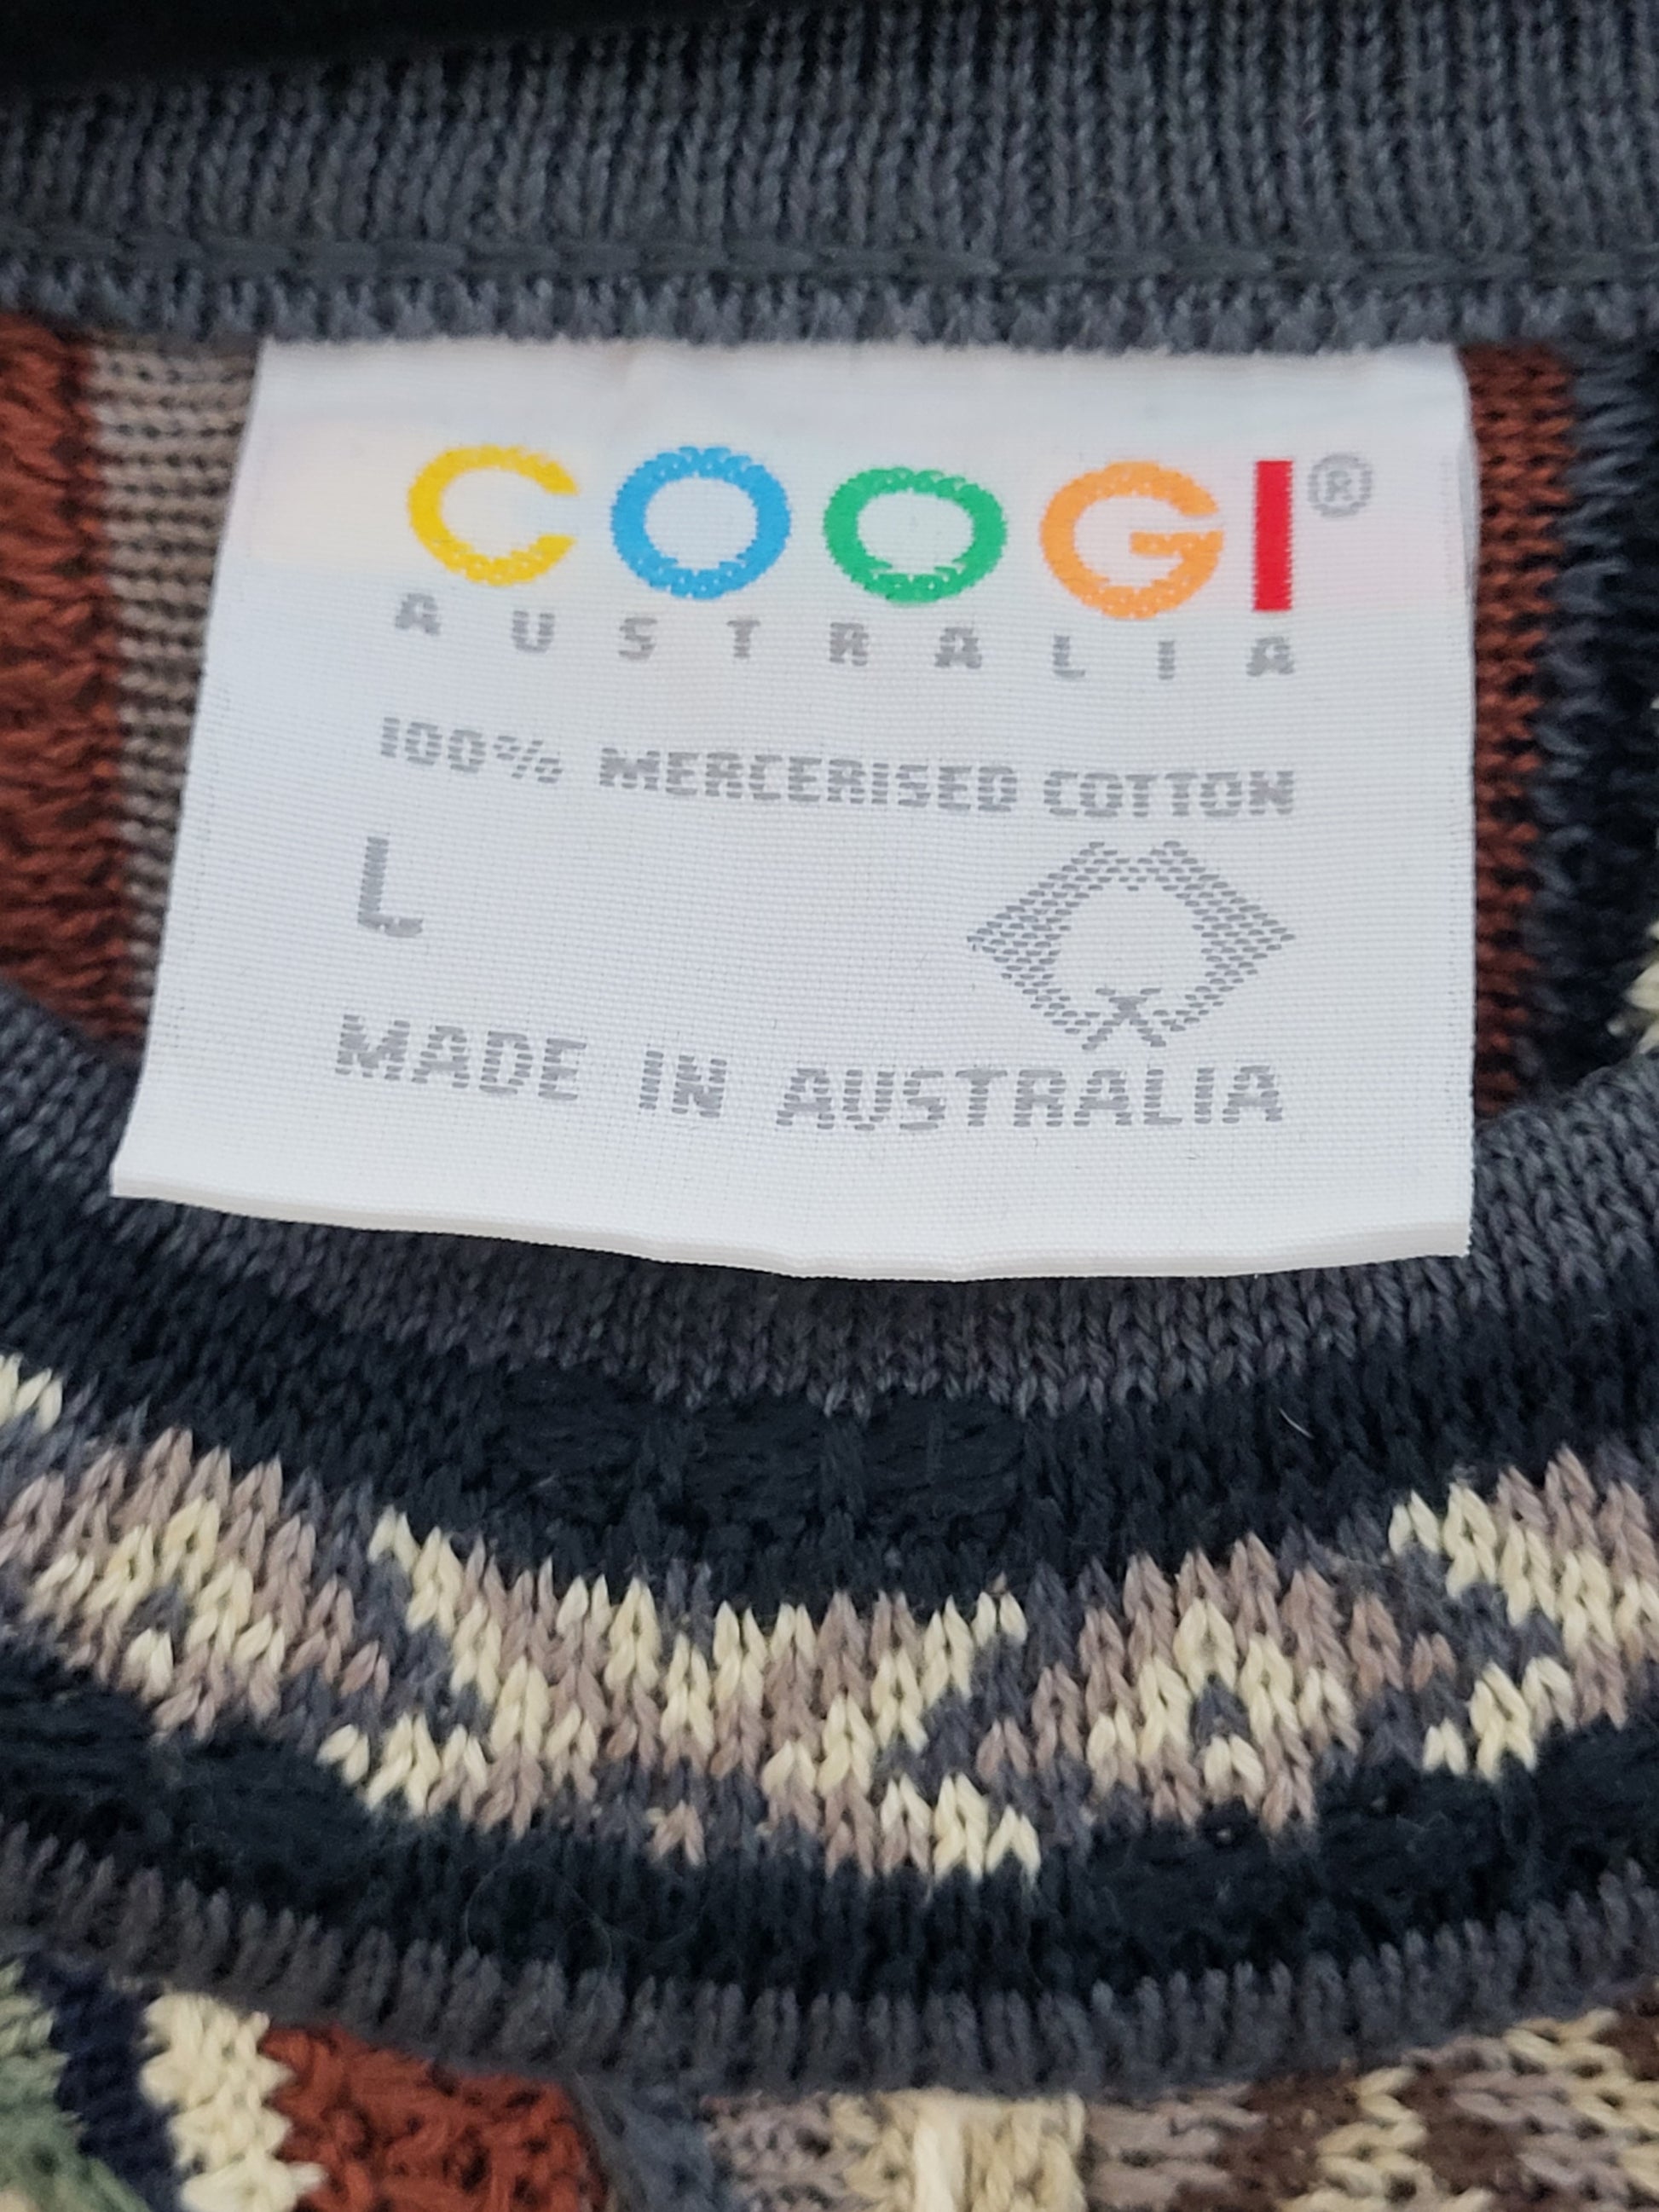 COOGI®
AUSTRALIA
100% MERCERISED COTTON
L
MADE IN AUSTRALIA